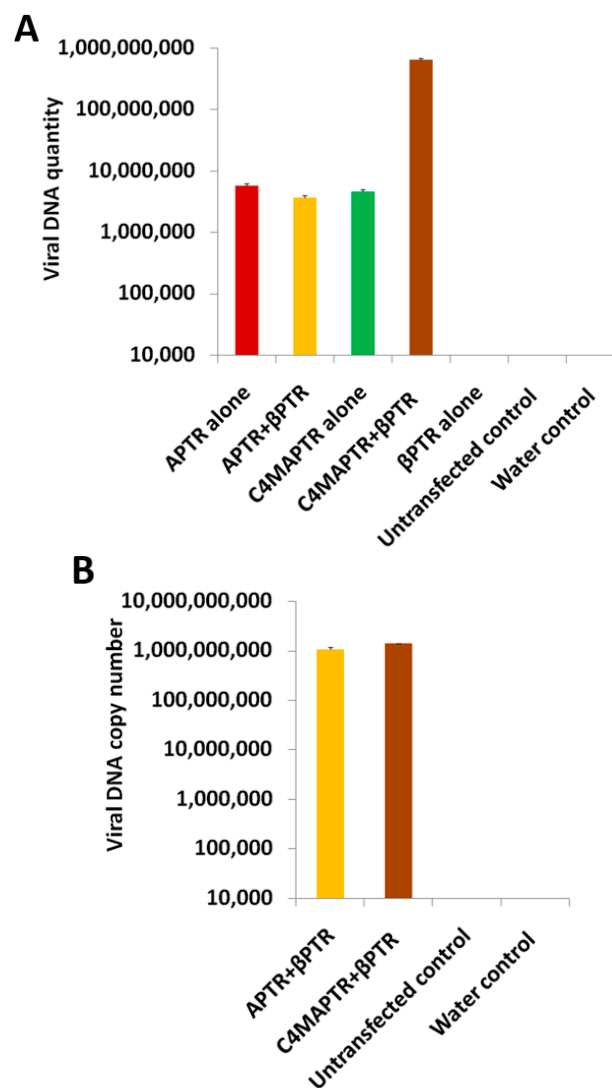 A
Viral DNA quantity
1,000,000,000
100,000,000
10,000,000
1,000,000
100,000
10,000
APTR alone
APTR+βPTR
C4MAPTR alone
C4MAPTR+βPTR
βPTR alone
Untransfected control
Water control
B
Viral DNA copy number
10,000,000,000
1,000,000,000
100,000,000
10,000,000
1,000,000
100,000
10,000
APTR+βPTR
C4MAPTR+βPTR
Untransfected control
Water control